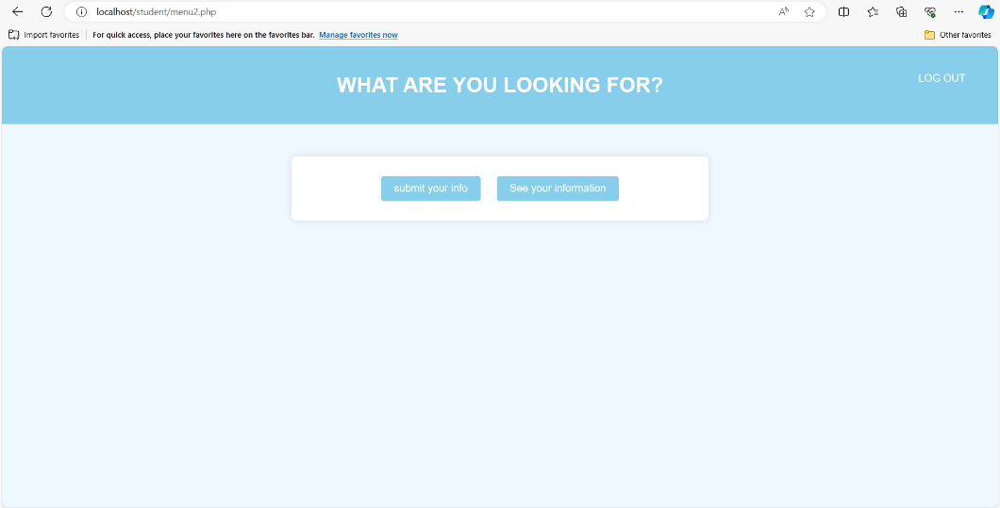 localhost/student/menu2.php
Import favorites For quick access, place your favorites here on the favorites bar. Manage favorites now Other favorites
WHAT ARE YOU LOOKING FOR? LOG OUT
submit your info See your information